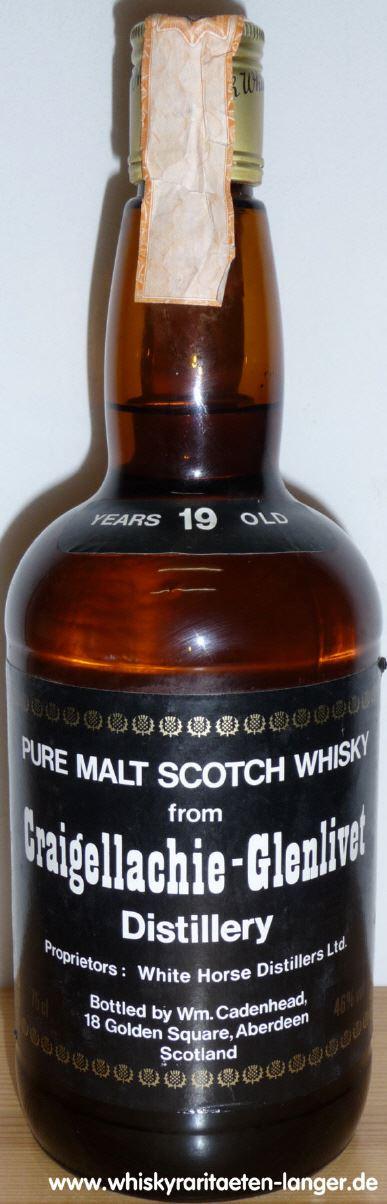 YEARS 19 OLD
PURE MALT SCOTCH WHISKY
from
Craigellachie-Glenlivet
Distillery
Proprietors: White Horse Distillers Ltd.
75cl
46%
Bottled by Wm. Cadenhead,
18 Golden Square, Aberdeen
Scotland
www.whiskyraritaeten-langer.de